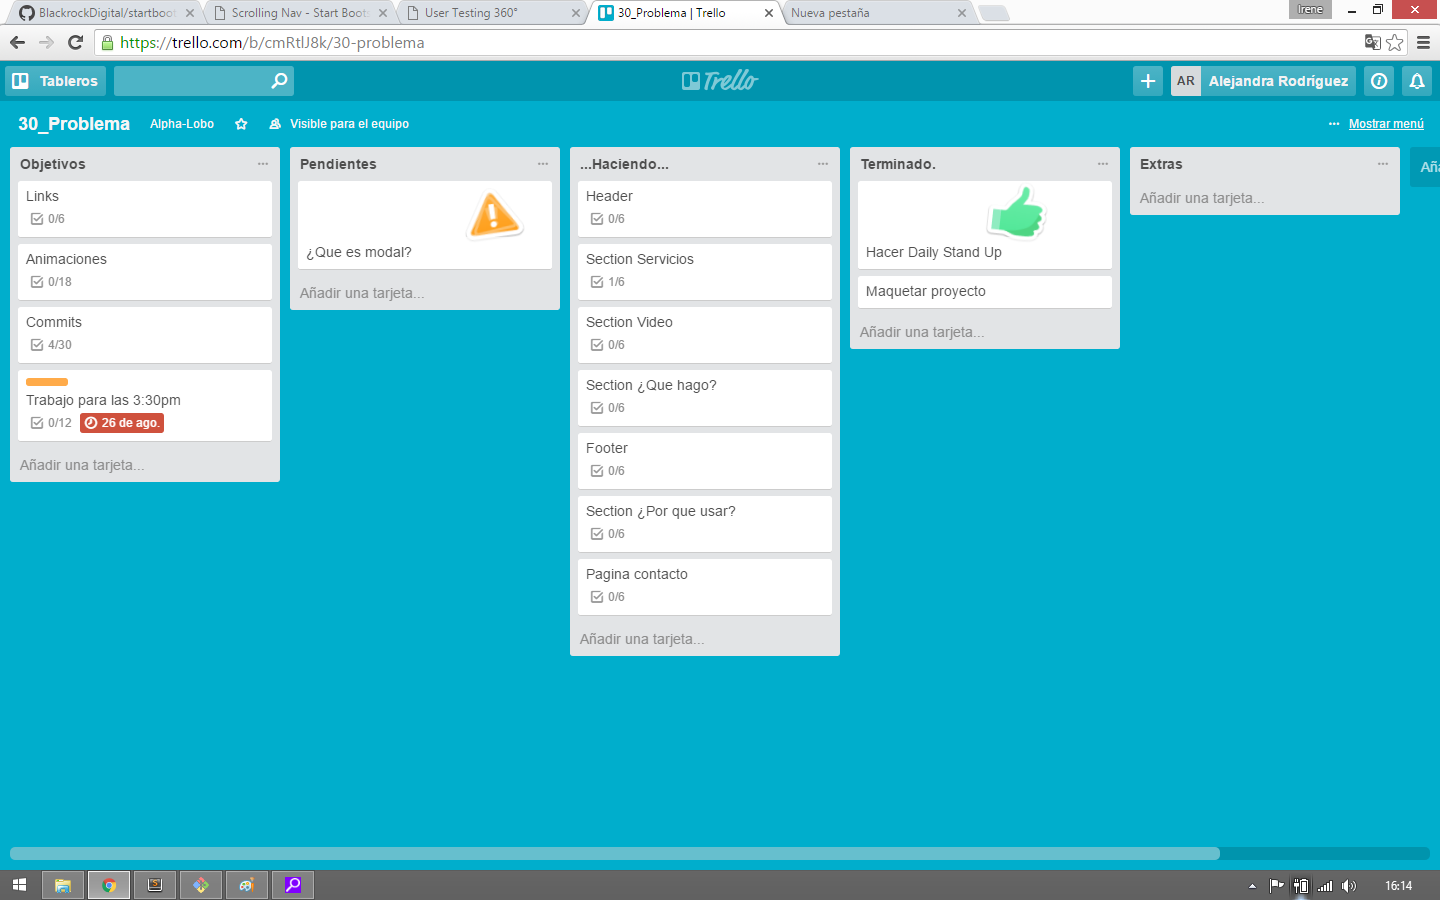 BlackrockDigital/startboot
Scrolling Nav - Start Boots
User Testing 360°
30_Problema | Trello
Nueva pestaña
Irene
https://trello.com/b/cmRtlJ8k/30-problema
Tableros
Trello
AR
Alejandra Rodríguez
30_Problema
Alpha-Lobo
Visible para el equipo
Mostrar menú
Objetivos
Links
0/6
Animaciones
0/18
Commits
4/30
Trabajo para las 3:30pm
0/12
26 de ago.
Añadir una tarjeta...
Pendientes
¿Que es modal?
Añadir una tarjeta...
...Haciendo...
Header
0/6
Section Servicios
1/6
Section Video
0/6
Section ¿Que hago?
0/6
Footer
0/6
Section ¿Por que usar?
0/6
Pagina contacto
0/6
Añadir una tarjeta...
Terminado.
Hacer Daily Stand Up
Maquetar proyecto
Añadir una tarjeta...
Extras
Añadir una tarjeta...
Aña
16:14